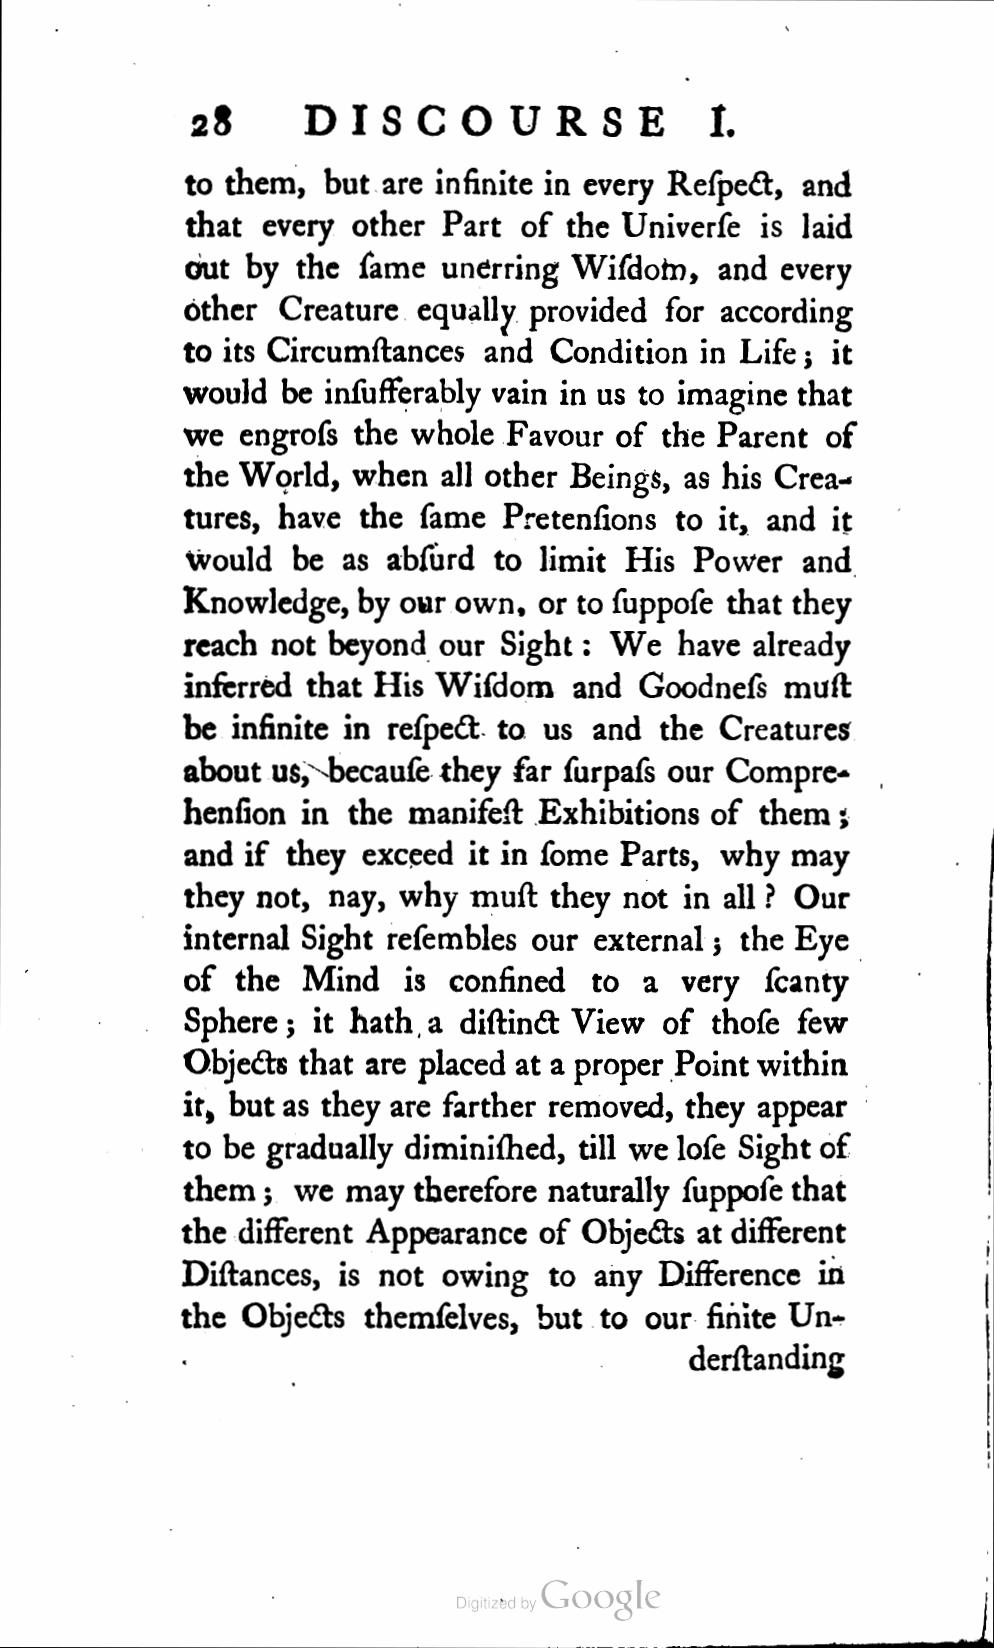 28 DISCOURSE I.
to them, but are infinite in every Reſpect, and
that every other Part of the Univerſe is laid
out by the ſame unerring Wiſdom, and every
other Creature equally provided for according
to its Circumſtances and Condition in Life; it
would be inſufferably vain in us to imagine that
we engroſs the whole Favour of the Parent of
the World, when all other Beings, as his Crea-
tures, have the ſame Pretenſions to it, and it
would be as abſurd to limit His Power and
Knowledge, by our own, or to ſuppoſe that they
reach not beyond our Sight: We have already
inferred that His Wiſdom and Goodneſs muſt
be infinite in reſpect to us and the Creatures
about us, becauſe they far ſurpaſs our Compre-
henſion in the manifeſt Exhibitions of them;
and if they exceed it in ſome Parts, why may
they not, nay, why muſt they not in all? Our
internal Sight reſembles our external; the Eye
of the Mind is confined to a very ſcanty
Sphere; it hath a diſtinct View of thoſe few
Objects that are placed at a proper Point within
it, but as they are farther removed, they appear
to be gradually diminiſhed, till we loſe Sight of
them; we may therefore naturally ſuppoſe that
the different Appearance of Objects at different
Diſtances, is not owing to any Difference in
the Objects themſelves, but to our finite Un-
derſtanding
Digitized by Google